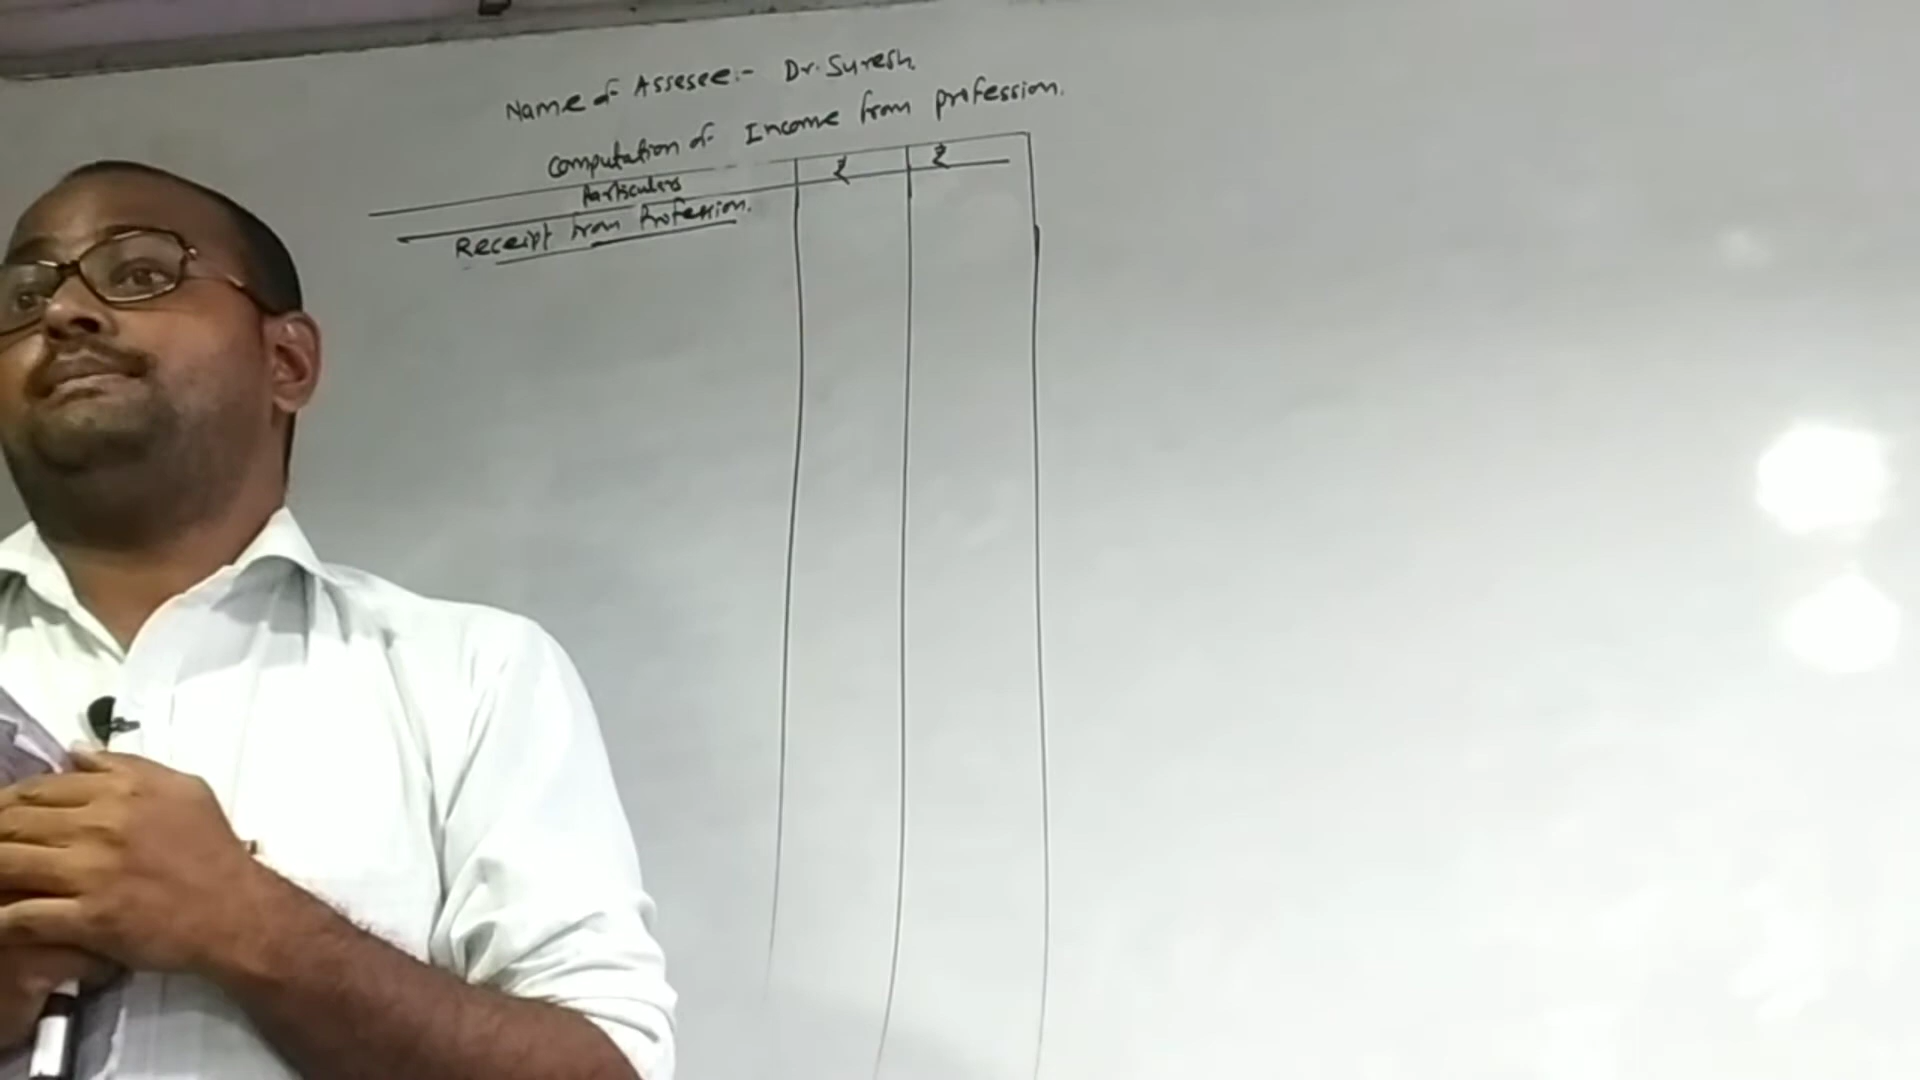 Name of Assesee:- Dr. Suresh
Computation of Income from profession.
Particulars ₹ ₹
Receipt from Profession.